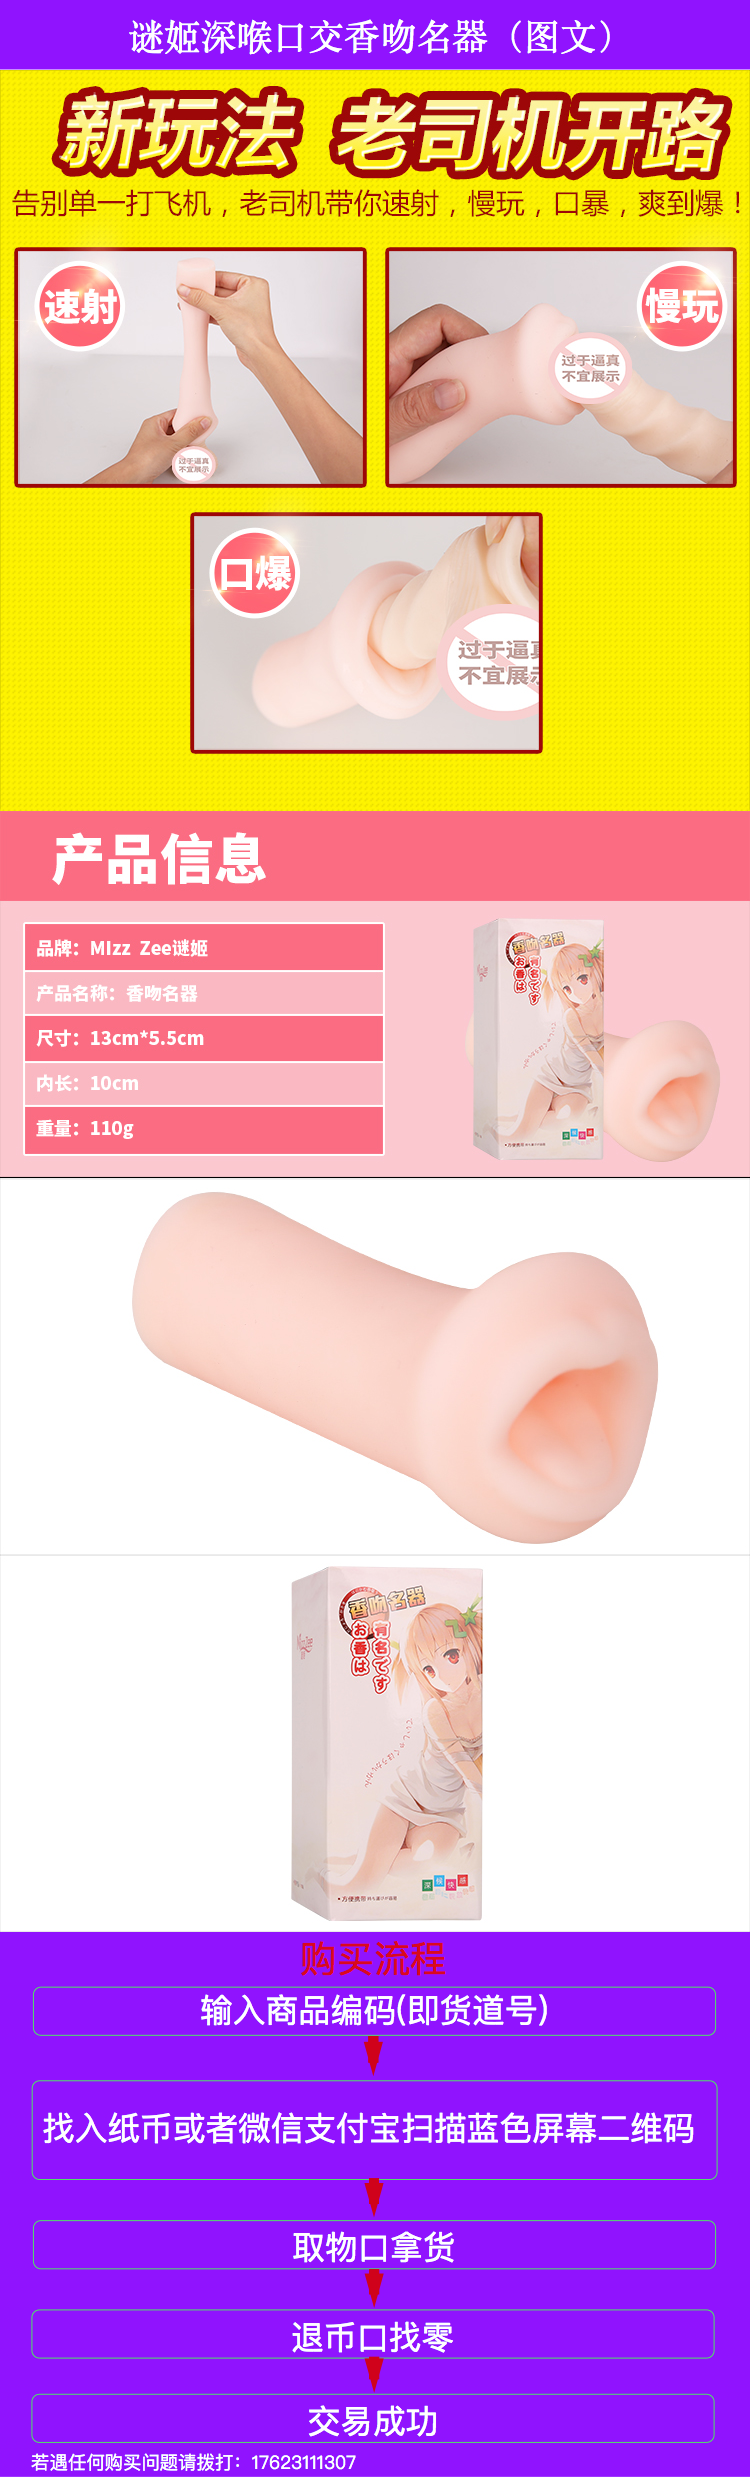 谜姬深喉口交香吻名器（图文）
新玩法 老司机开路
告别单一打飞机，老司机带你速射，慢玩，口暴，爽到爆！
速射
过于逼真
不宜展示
慢玩
过于逼真
不宜展示
口爆
过于逼真
不宜展示
产品信息
品牌：MIzz Zee谜姬
产品名称：香吻名器
尺寸：13cm*5.5cm
内长：10cm
重量：110g
香吻名器
有名です
お香は
香吻名器
有名です
お香は
深喉快感
购买流程
输入商品编码(即货道号)
找入纸币或者微信支付宝扫描蓝色屏幕二维码
取物口拿货
退币口找零
交易成功
若遇任何购买问题请拨打：17623111307